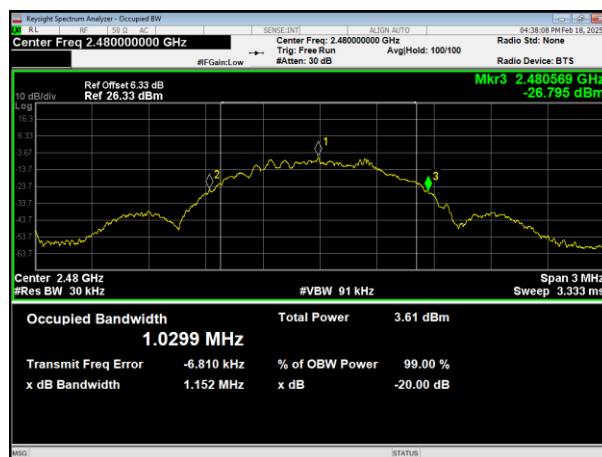 Keysight Spectrum Analyzer - Occupied BW
RL RF 50 Ω AC SENSE:INT ALIGN AUTO 04:38:08 PM Feb 18, 2025
Center Freq 2.480000000 GHz
Center Freq: 2.480000000 GHz
Radio Std: None
Trig: Free Run Avg|Hold: 100/100
#IFGain:Low #Atten: 30 dB Radio Device: BTS
Mkr3 2.480569 GHz
-26.795 dBm
Ref Offset 6.33 dB
10 dB/div Ref 26.33 dBm
Log
16.3
6.33
-3.67
-13.7
-23.7
-33.7
-43.7
-53.7
-63.7
1
2
3
Center 2.48 GHz Span 3 MHz
#Res BW 30 kHz #VBW 91 kHz Sweep 3.333 ms
Occupied Bandwidth Total Power 3.61 dBm
1.0299 MHz
Transmit Freq Error -6.810 kHz % of OBW Power 99.00 %
x dB Bandwidth 1.152 MHz x dB -20.00 dB
MSG STATUS